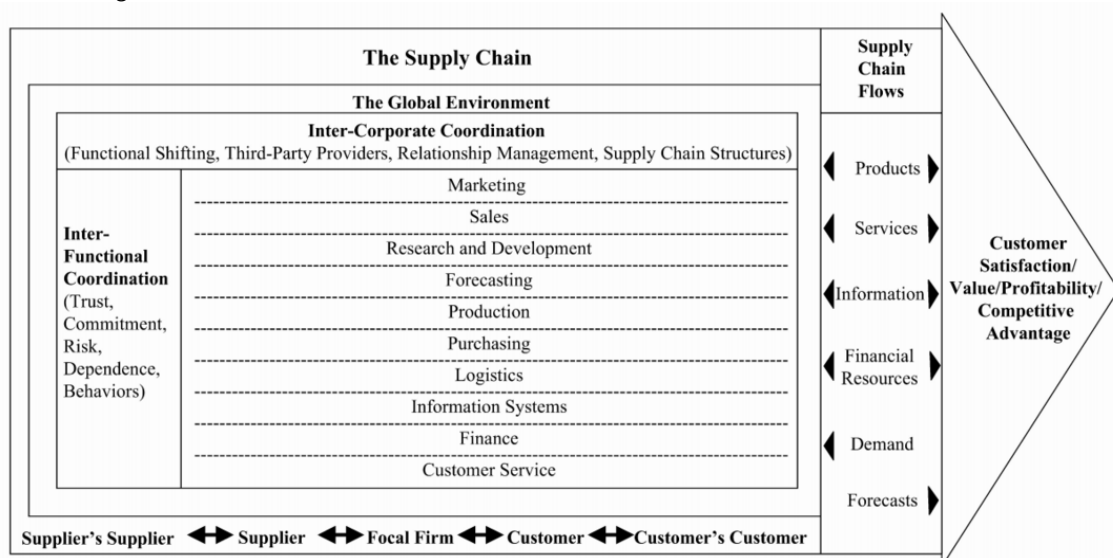 The Supply Chain
Supply
Chain
Flows
The Global Environment
Inter-Corporate Coordination
(Functional Shifting, Third-Party Providers, Relationship Management, Supply Chain Structures)
Inter-
Functional
Coordination
(Trust,
Commitment,
Risk,
Dependence,
Behaviors)
Marketing
Sales
Research and Development
Forecasting
Production
Purchasing
Logistics
Information Systems
Finance
Customer Service
Products
Services
Information
Financial
Resources
Demand
Forecasts
Customer
Satisfaction/
Value/Profitability/
Competitive
Advantage
Supplier's Supplier Supplier Focal Firm Customer Customer's Customer